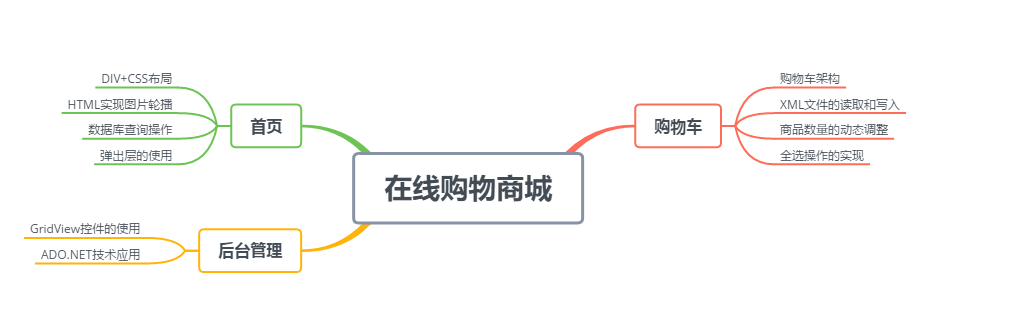 在线购物商城
首页
DIV+CSS布局
HTML实现图片轮播
数据库查询操作
弹出层的使用
后台管理
GridView控件的使用
ADO.NET技术应用
购物车
购物车架构
XML文件的读取和写入
商品数量的动态调整
全选操作的实现